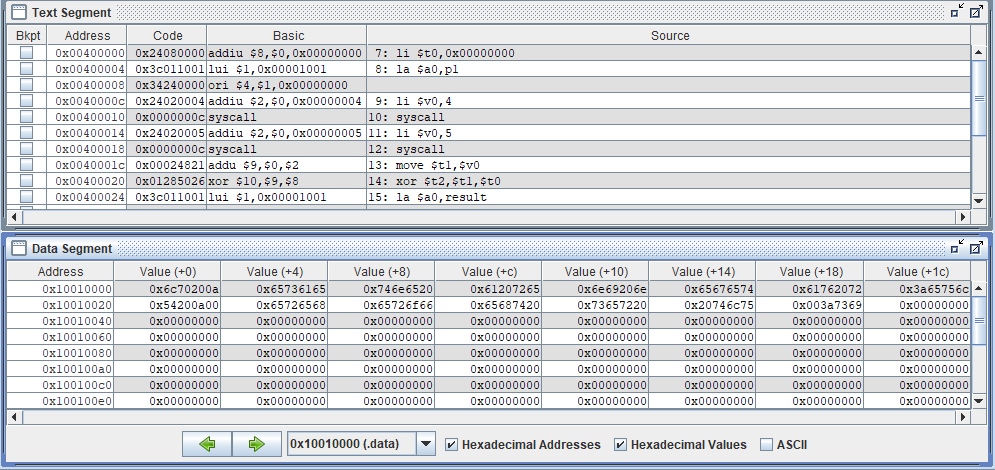 Text Segment
Bkpt Address Code Basic Source
0x00400000 0x24080000 addiu $8,$0,0x00000000 7: li $t0,0x00000000
0x00400004 0x3c011001 lui $1,0x00001001 8: la $a0,p1
0x00400008 0x34240000 ori $4,$1,0x00000000
0x0040000c 0x24020004 addiu $2,$0,0x00000004 9: li $v0,4
0x00400010 0x0000000c syscall 10: syscall
0x00400014 0x24020005 addiu $2,$0,0x00000005 11: li $v0,5
0x00400018 0x0000000c syscall 12: syscall
0x0040001c 0x00024821 addu $9,$0,$2 13: move $t1,$v0
0x00400020 0x01285026 xor $10,$9,$8 14: xor $t2,$t1,$t0
0x00400024 0x3c011001 lui $1,0x00001001 15: la $a0,result
Data Segment
Address Value (+0) Value (+4) Value (+8) Value (+c) Value (+10) Value (+14) Value (+18) Value (+1c)
0x10010000 0x6c70200a 0x65736165 0x746e6520 0x61207265 0x6e69206e 0x65676574 0x61762072 0x3a65756c
0x10010020 0x54200a00 0x65726568 0x65726f66 0x65687420 0x73657220 0x20746c75 0x003a7369 0x00000000
0x10010040 0x00000000 0x00000000 0x00000000 0x00000000 0x00000000 0x00000000 0x00000000 0x00000000
0x10010060 0x00000000 0x00000000 0x00000000 0x00000000 0x00000000 0x00000000 0x00000000 0x00000000
0x10010080 0x00000000 0x00000000 0x00000000 0x00000000 0x00000000 0x00000000 0x00000000 0x00000000
0x100100a0 0x00000000 0x00000000 0x00000000 0x00000000 0x00000000 0x00000000 0x00000000 0x00000000
0x100100c0 0x00000000 0x00000000 0x00000000 0x00000000 0x00000000 0x00000000 0x00000000 0x00000000
0x100100e0 0x00000000 0x00000000 0x00000000 0x00000000 0x00000000 0x00000000 0x00000000 0x00000000
0x10010000 (.data) Hexadecimal Addresses Hexadecimal Values ASCII